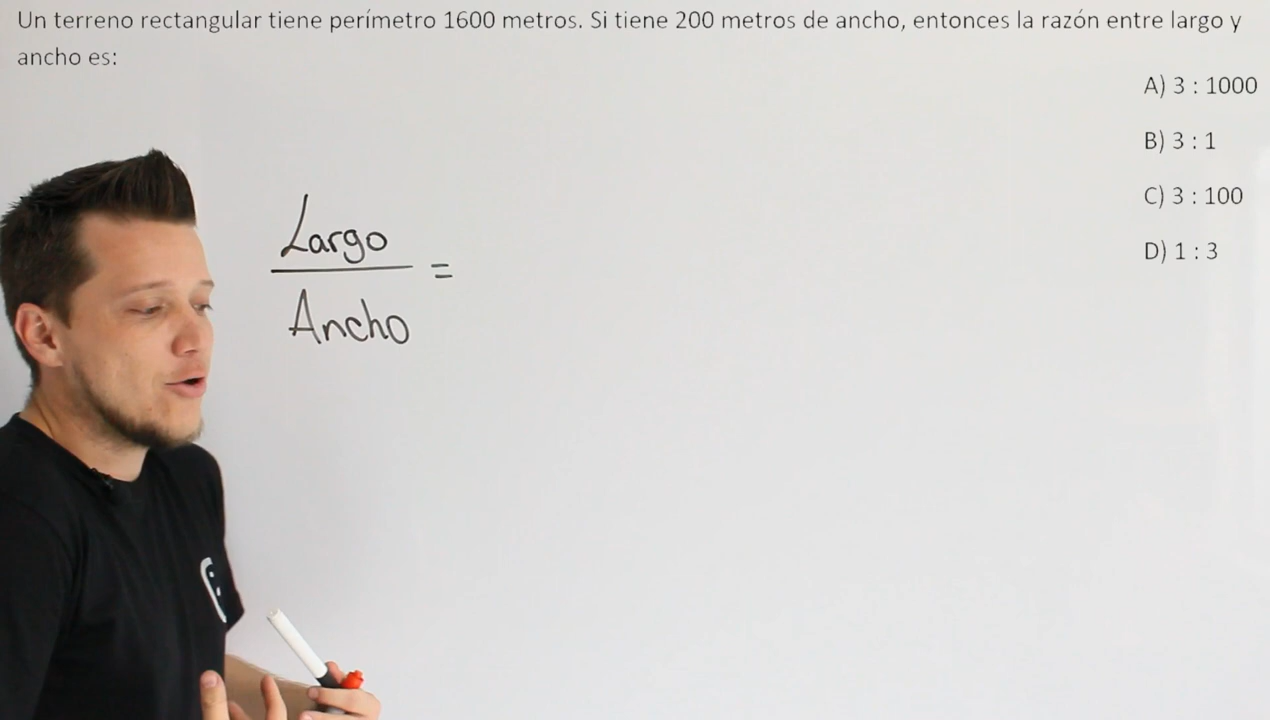 Un terreno rectangular tiene perímetro 1600 metros. Si tiene 200 metros de ancho, entonces la razón entre largo y
ancho es:
A) 3 : 1000
B) 3 : 1
C) 3 : 100
D) 1 : 3
Largo
=
Ancho